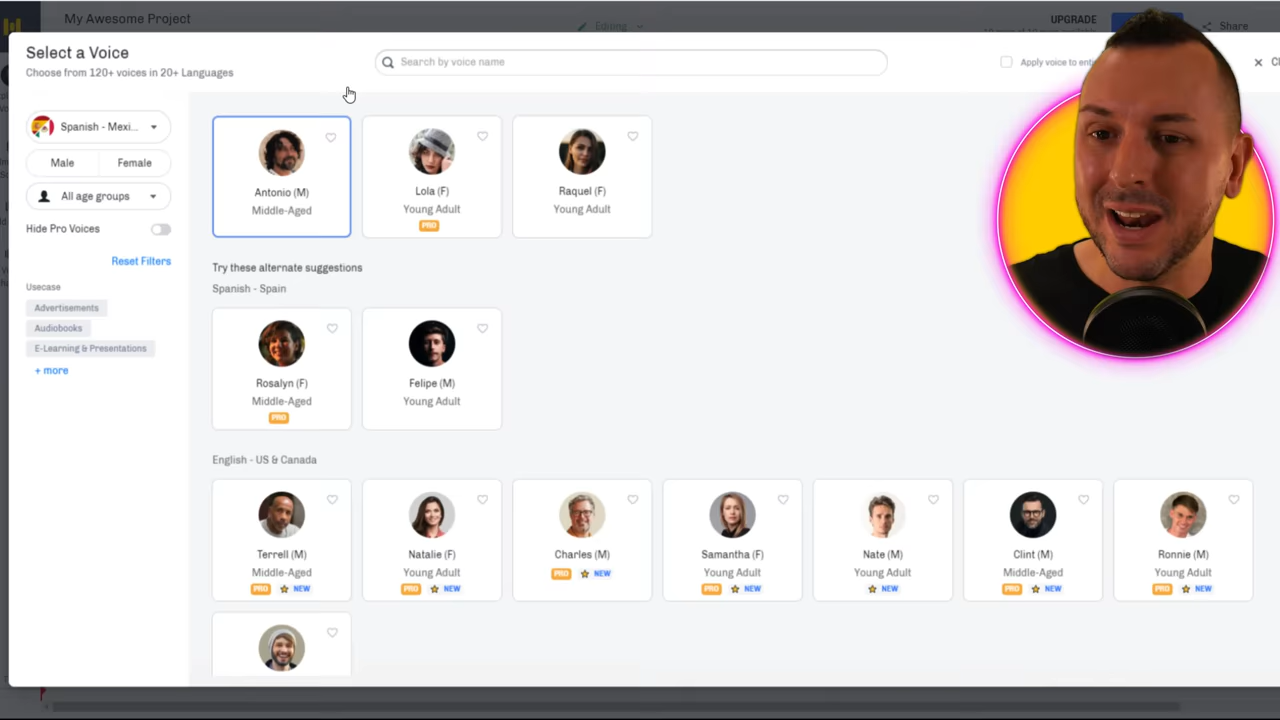 My Awesome Project
Editing
UPGRADE
Share
Select a Voice
Choose from 120+ voices in 20+ Languages
Search by voice name
Apply voice to
Spanish - Mexi...
Male
Female
All age groups
Hide Pro Voices
Reset Filters
Usecase
Advertisements
Audiobooks
E-Learning & Presentations
+ more
Antonio (M)
Middle-Aged
Lola (F)
Young Adult
PRO
Raquel (F)
Young Adult
Try these alternate suggestions
Spanish - Spain
Rosalyn (F)
Middle-Aged
PRO
Felipe (M)
Young Adult
English - US & Canada
Terrell (M)
Middle-Aged
PRO NEW
Natalie (F)
Young Adult
PRO NEW
Charles (M)
PRO NEW
Samantha (F)
Young Adult
PRO NEW
Nate (M)
Young Adult
NEW
Clint (M)
Middle-Aged
PRO NEW
Ronnie (M)
Young Adult
PRO NEW